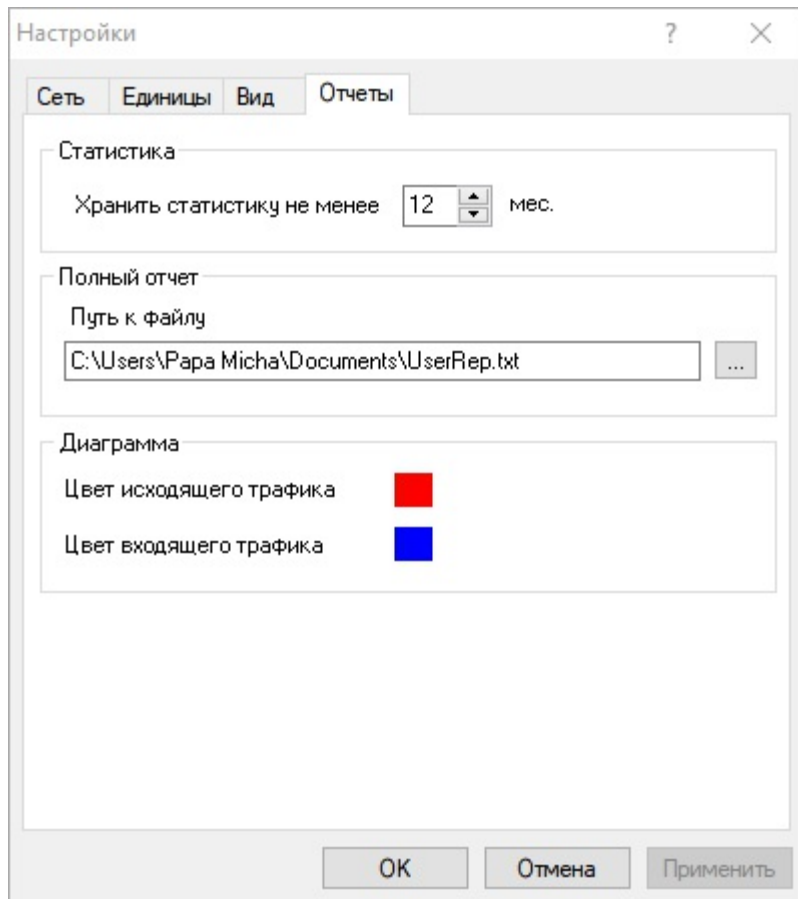 Настройки
Сеть Единицы Вид Отчеты
Статистика
Хранить статистику не менее 12 мес.
Полный отчет
Путь к файлу
C:\Users\Papa Micha\Documents\UserRep.txt ...
Диаграмма
Цвет исходящего трафика
Цвет входящего трафика
OK Отмена Применить